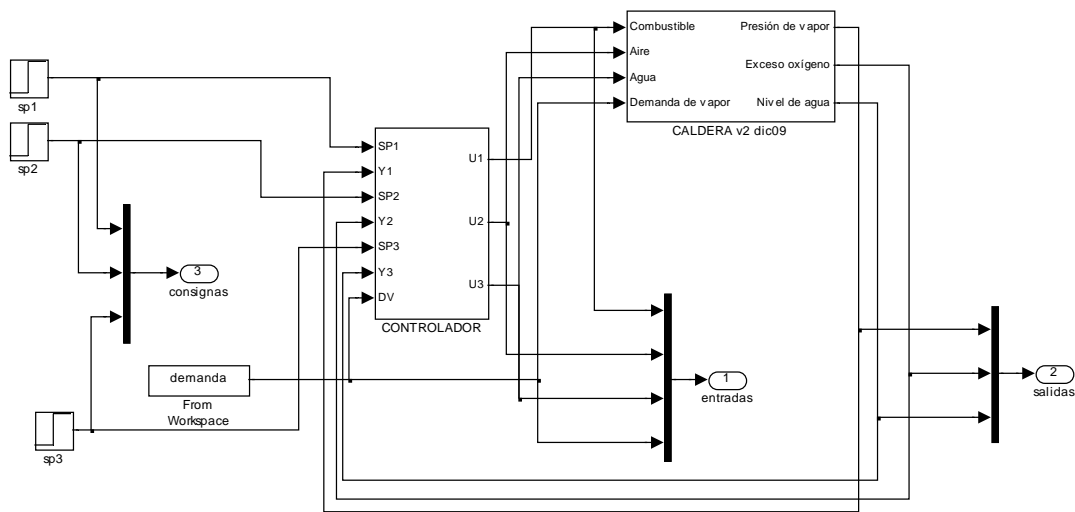 sp1
sp2
sp3
3
consignas
demanda
From
Workspace
SP1
Y1
SP2
Y2
SP3
Y3
DV
U1
U2
U3
CONTROLADOR
Combustible
Aire
Agua
Demanda de vapor
Presión de vapor
Exceso oxígeno
Nivel de agua
CALDERA v2 dic09
1
entradas
2
salidas